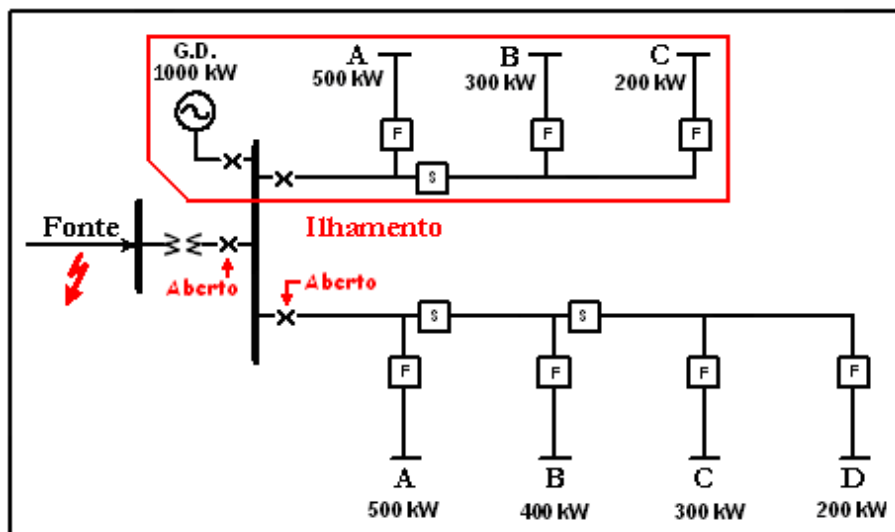 G.D.
1000 kW
A
500 kW
B
300 kW
C
200 kW
F
F
F
S
Fonte
Ilhamento
Aberto
Aberto
S
S
F
F
F
F
A
500 kW
B
400 kW
C
300 kW
D
200 kW